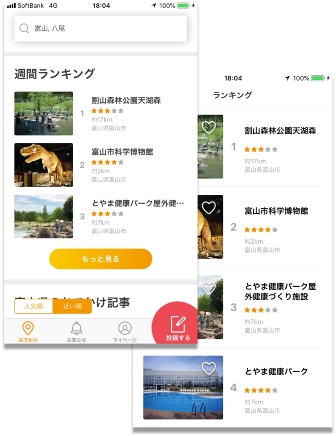 SoftBank 4G 18:04 100%
富山, 八尾
週間ランキング
1
割山森林公園天湖森
約17km
富山県富山市
2
富山市科学博物館
約2km
富山県富山市
3
とやま健康パーク屋外健…
約7km
富山県富山市
もっと見る
おでかけ記事
人気順 近い順
おでかけ お知らせ マイページ 投稿する
18:04 100%
ランキング
1
割山森林公園天湖森
約17km
富山県富山市
2
富山市科学博物館
約2km
富山県富山市
3
とやま健康パーク屋
外健康づくり施設
約7km
富山県富山市
4
とやま健康パーク
約7km
富山県富山市